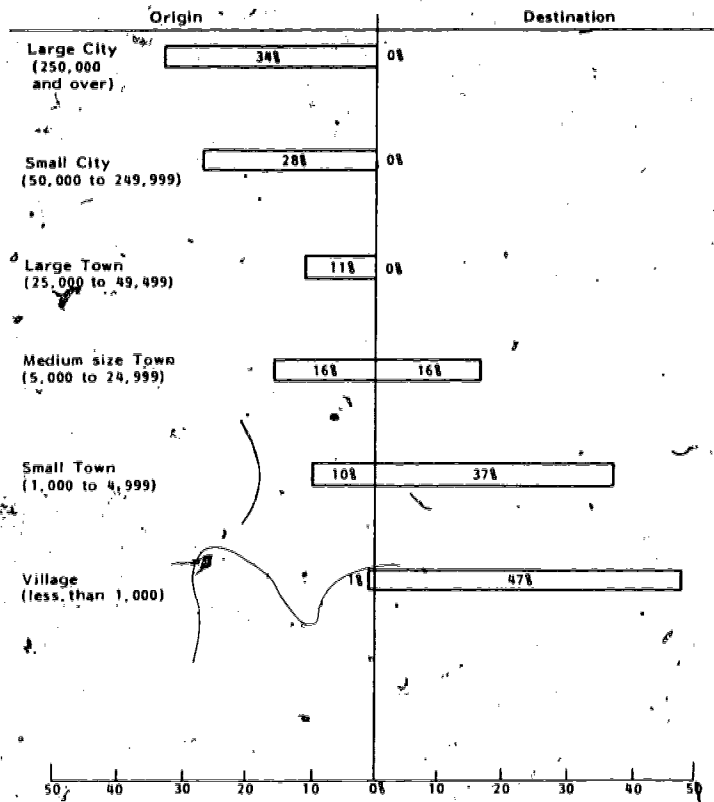 Origin Destination
Large City
(250,000
and over)
34% 0%
Small City
(50,000 to 249,999)
28% 0%
Large Town
(25,000 to 49,499)
11% 0%
Medium size Town
(5,000 to 24,999)
16% 16%
Small Town
(1,000 to 4,999)
10% 37%
Village
(less than 1,000)
1% 47%
50 40 30 20 10 0% 10 20 30 40 50